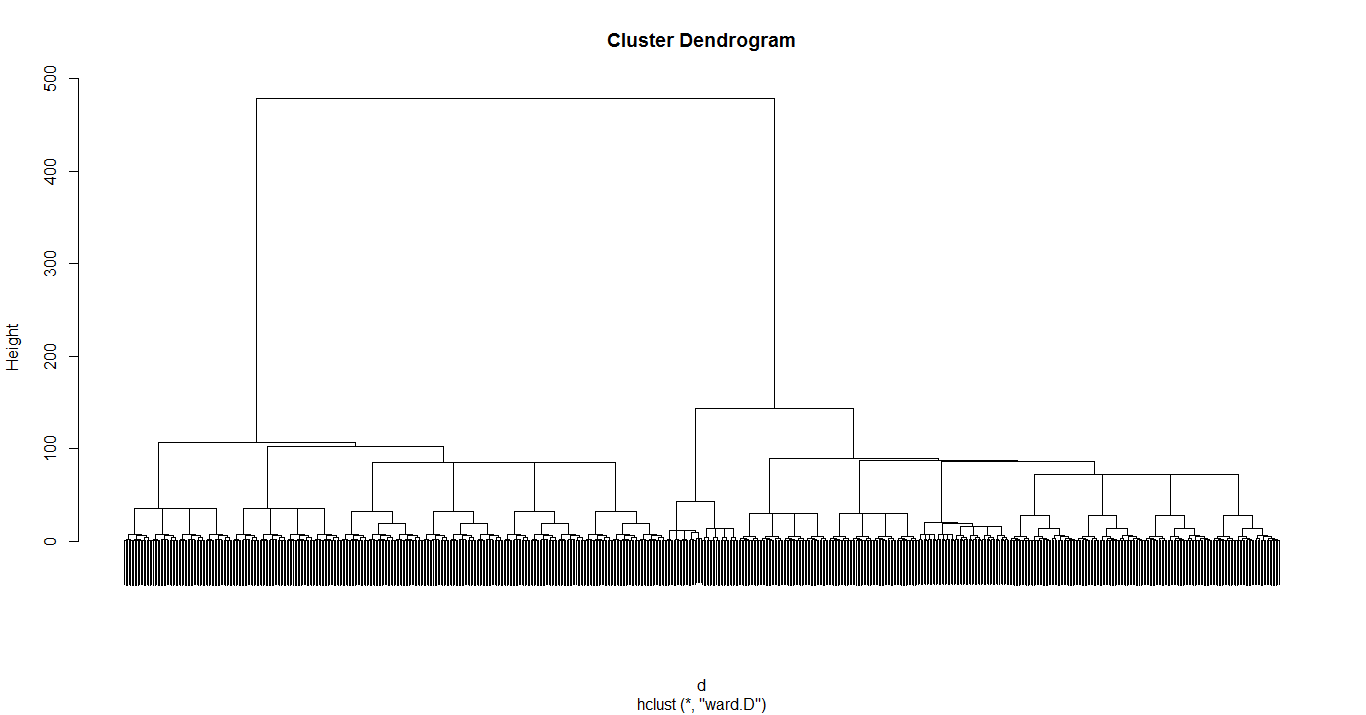 Cluster Dendrogram
Height
500
400
300
200
100
0
d
hclust (*, "ward.D")